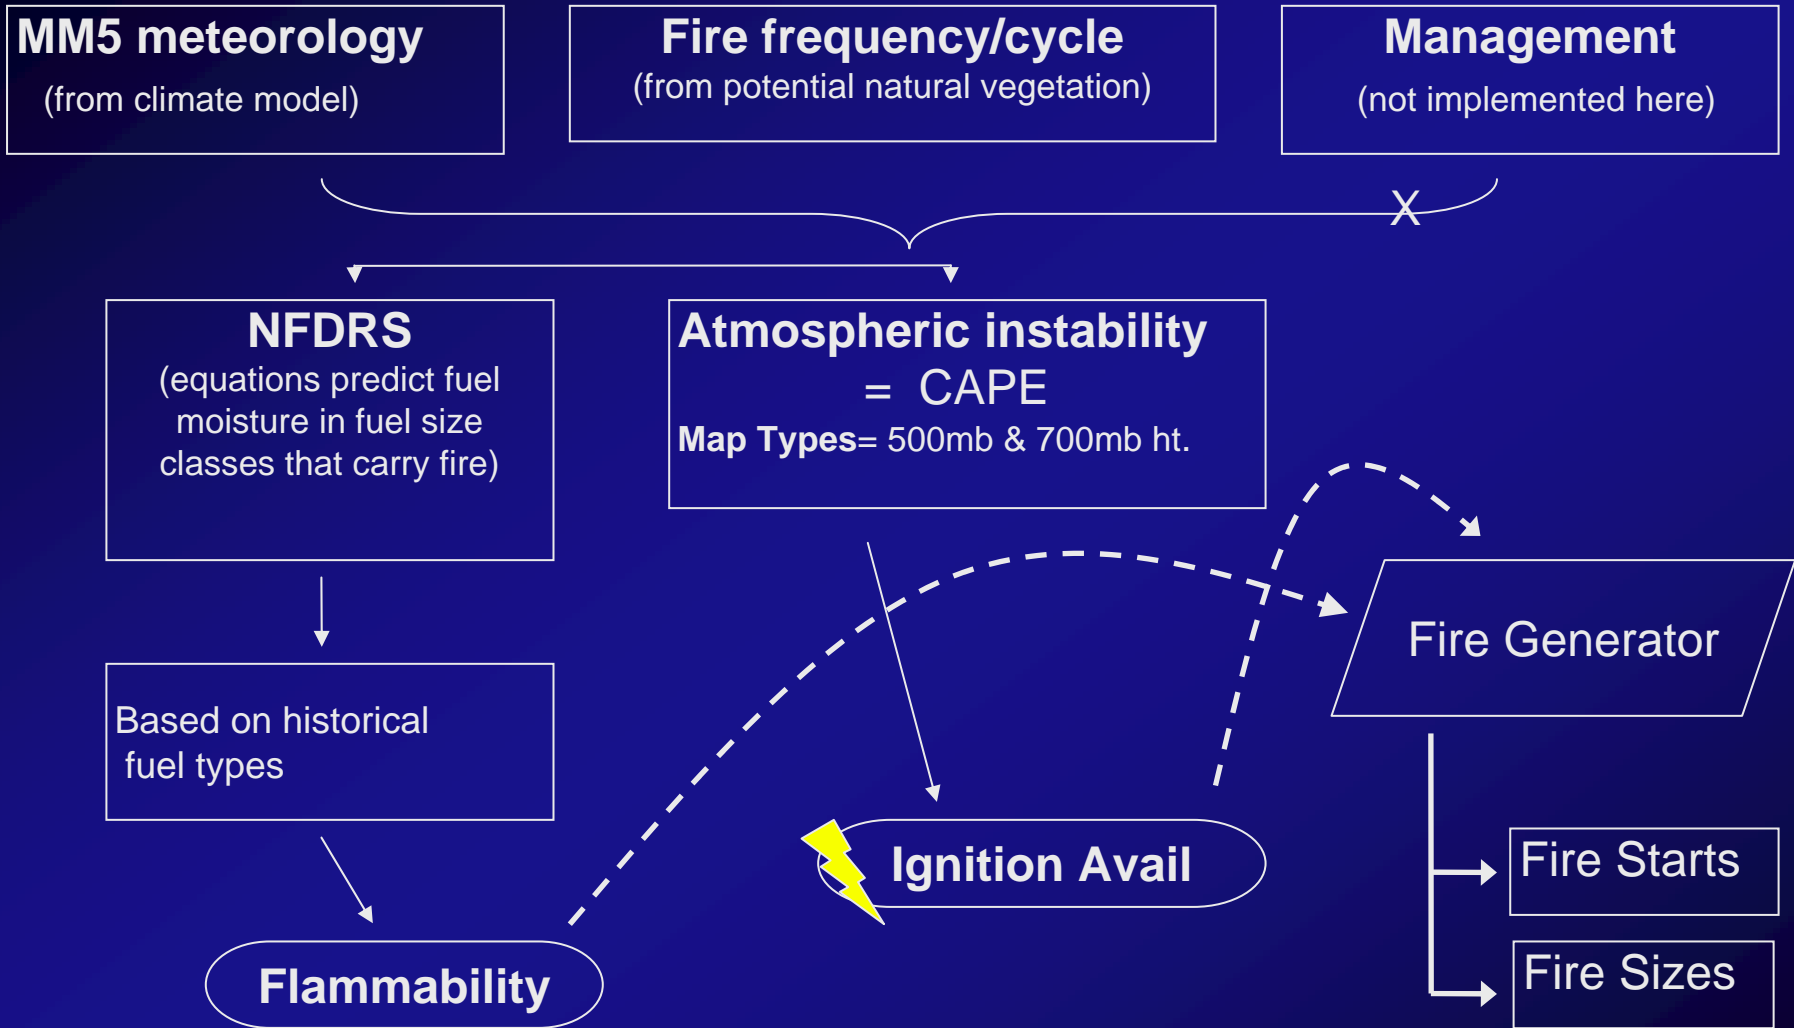 MM5 meteorology
(from climate model)
Fire frequency/cycle
(from potential natural vegetation)
Management
(not implemented here)
X
NFDRS
(equations predict fuel
moisture in fuel size
classes that carry fire)
Atmospheric instability
= CAPE
Map Types= 500mb & 700mb ht.
Fire Generator
Based on historical
fuel types
Ignition Avail
Fire Starts
Flammability
Fire Sizes